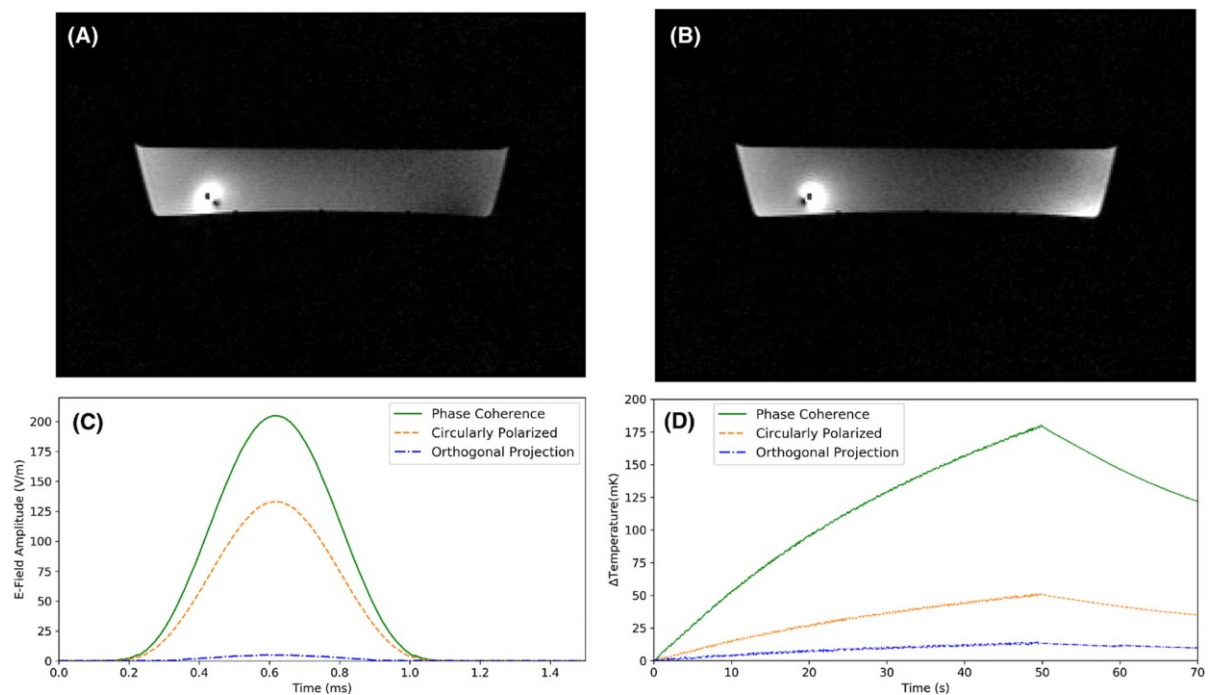 (A)
(B)
(C)
E-Field Amplitude (V/m)
200
175
150
125
100
75
50
25
0
0.0 0.2 0.4 0.6 0.8 1.0 1.2 1.4
Time (ms)
Phase Coherence
Circularly Polarized
Orthogonal Projection
(D)
ΔTemperature(mK)
200
175
150
125
100
75
50
25
0
0 10 20 30 40 50 60 70
Time (s)
Phase Coherence
Circularly Polarized
Orthogonal Projection